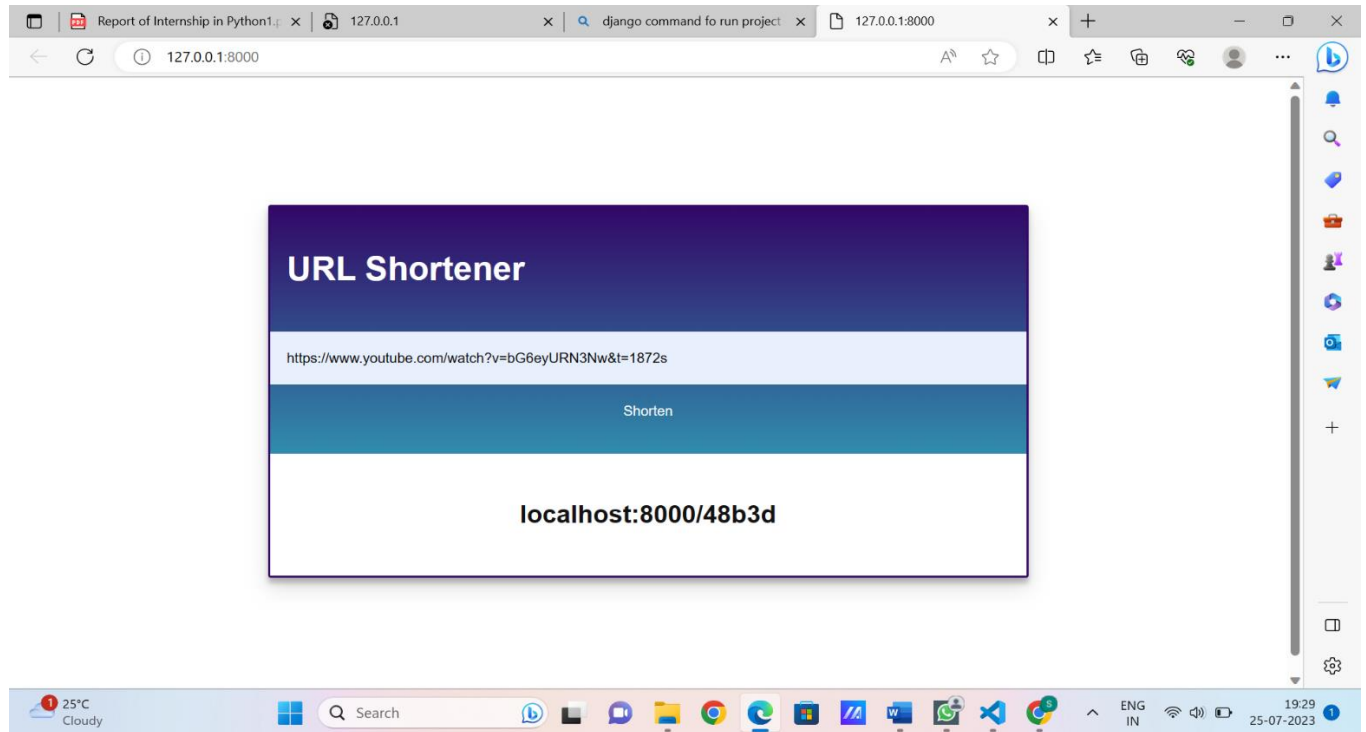 Report of Internship in Python1.p
127.0.0.1
django command fo run project
127.0.0.1:8000
127.0.0.1:8000
URL Shortener
https://www.youtube.com/watch?v=bG6eyURN3Nw&t=1872s
Shorten
localhost:8000/48b3d
1
25°C
Cloudy
Search
ENG
IN
19:29
25-07-2023
1